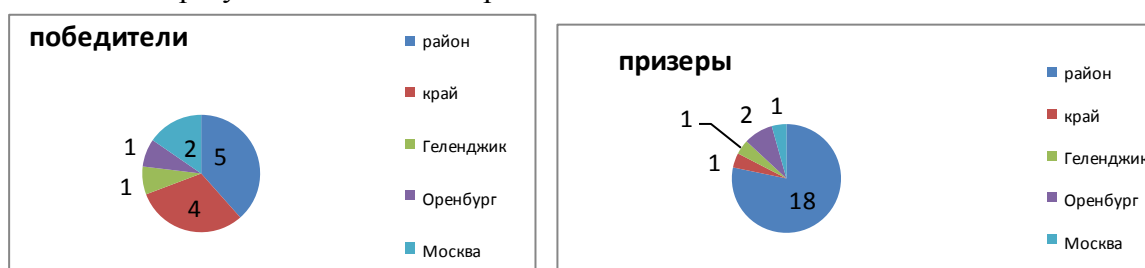 победители
район
край
Геленджик
Оренбург
Москва
5
4
1
1
2
призеры
район
край
Геленджик
Оренбург
Москва
18
1
1
2
1